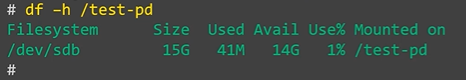 # df –h /test-pd
Filesystem Size Used Avail Use% Mounted on
/dev/sdb 15G 41M 14G 1% /test-pd
#